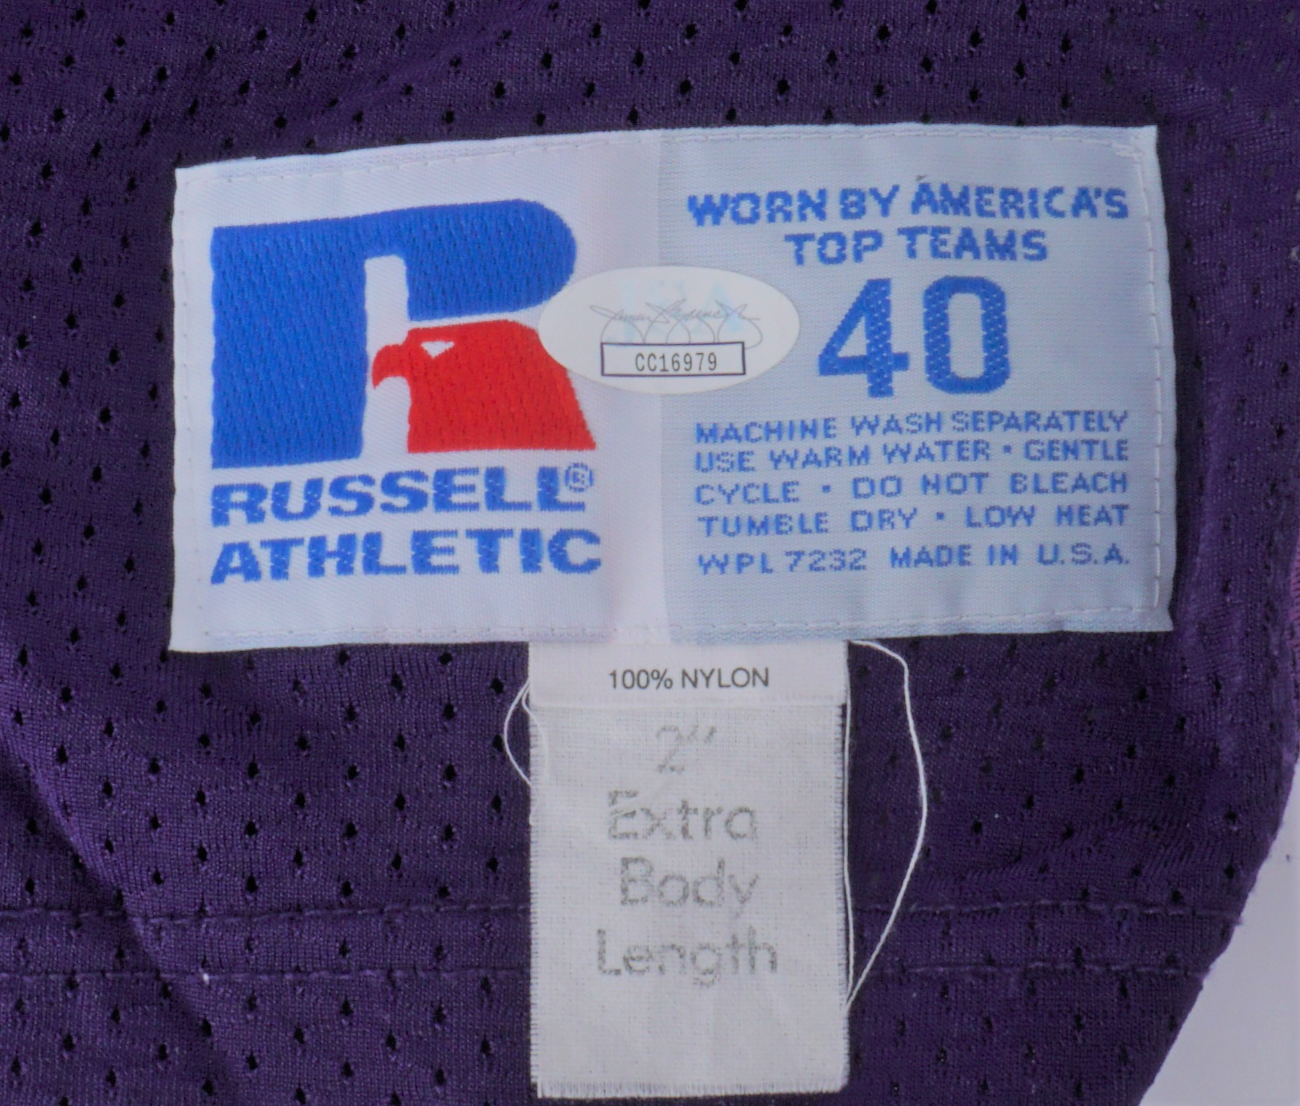 RUSSELL®
ATHLETIC
WORN BY AMERICA'S
TOP TEAMS
40
MACHINE WASH SEPARATELY
USE WARM WATER • GENTLE
CYCLE • DO NOT BLEACH
TUMBLE DRY • LOW HEAT
WPL 7232 MADE IN U.S.A.
CC16979
100% NYLON
2"
Extra
Body
Length